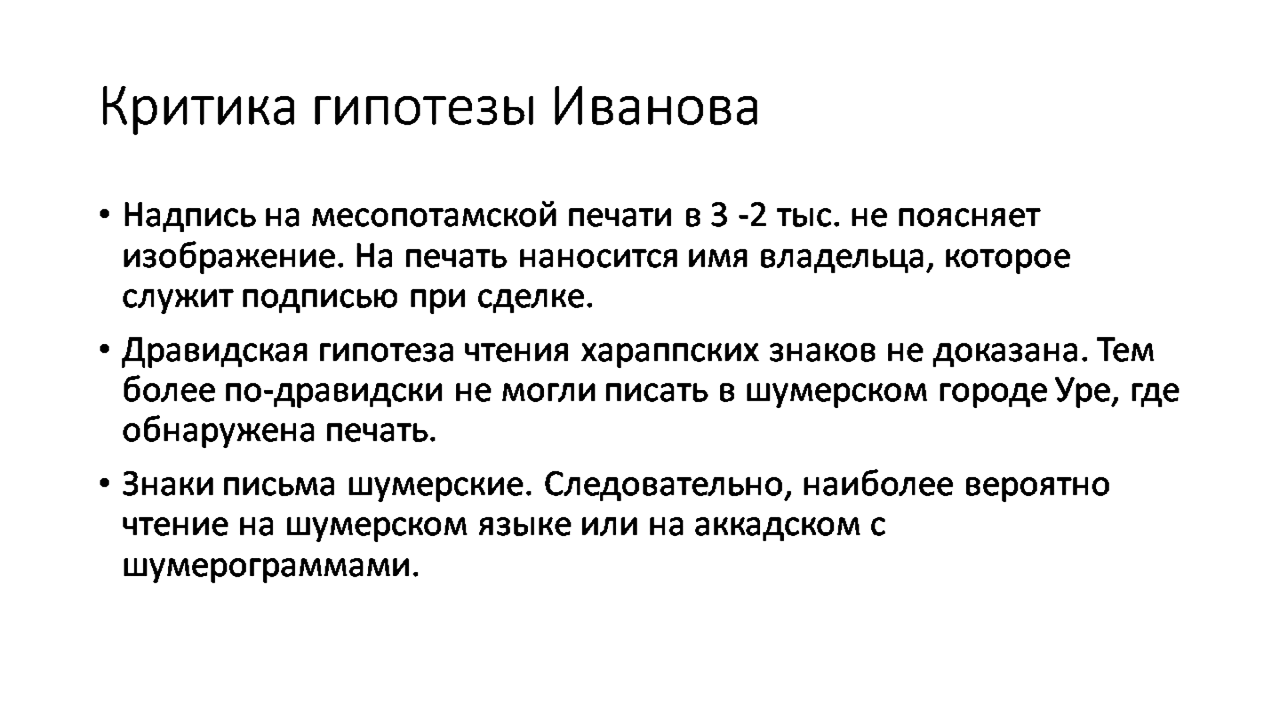 Критика гипотезы Иванова
• Надпись на месопотамской печати в 3 -2 тыс. не поясняет
изображение. На печать наносится имя владельца, которое
служит подписью при сделке.
• Дравидская гипотеза чтения хараппских знаков не доказана. Тем
более по-дравидски не могли писать в шумерском городе Уре, где
обнаружена печать.
• Знаки письма шумерские. Следовательно, наиболее вероятно
чтение на шумерском языке или на аккадском с
шумерограммами.